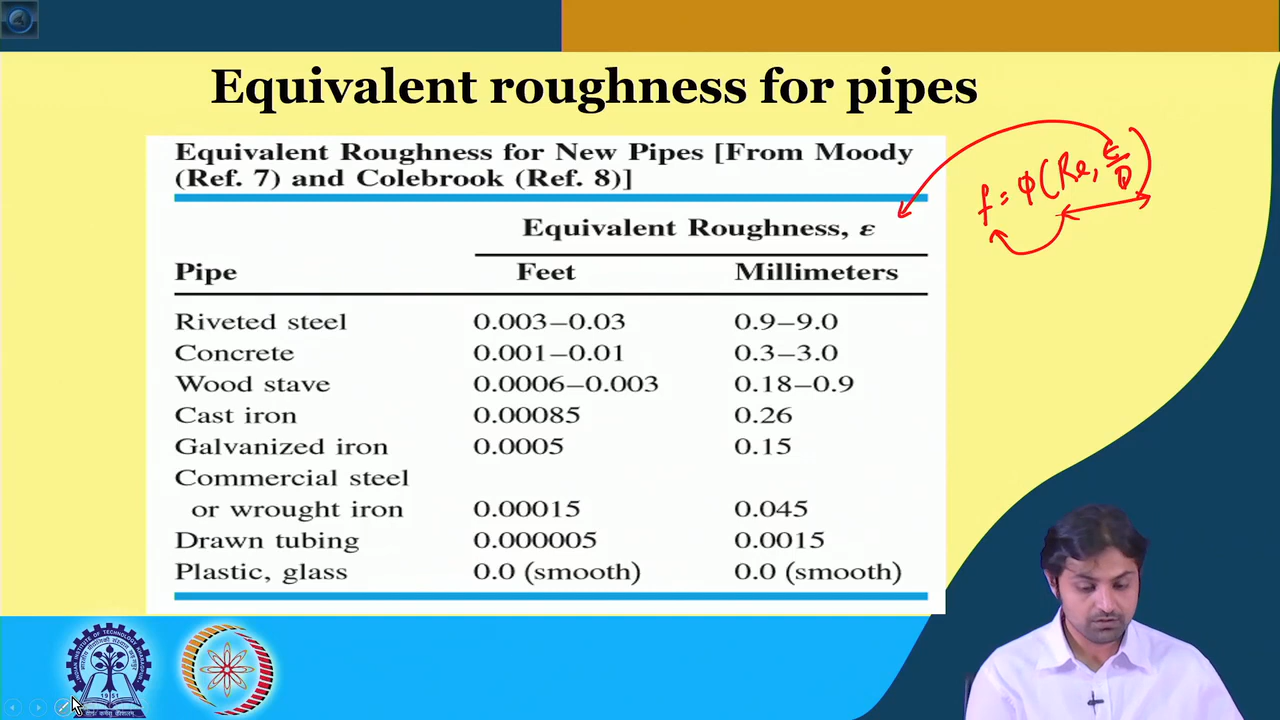 Equivalent roughness for pipes
Equivalent Roughness for New Pipes [From Moody
(Ref. 7) and Colebrook (Ref. 8)]
Equivalent Roughness, ε
Pipe Feet Millimeters
Riveted steel 0.003–0.03 0.9–9.0
Concrete 0.001–0.01 0.3–3.0
Wood stave 0.0006–0.003 0.18–0.9
Cast iron 0.00085 0.26
Galvanized iron 0.0005 0.15
Commercial steel
or wrought iron 0.00015 0.045
Drawn tubing 0.000005 0.0015
Plastic, glass 0.0 (smooth) 0.0 (smooth)
f = φ(Re, ε/D)
1951